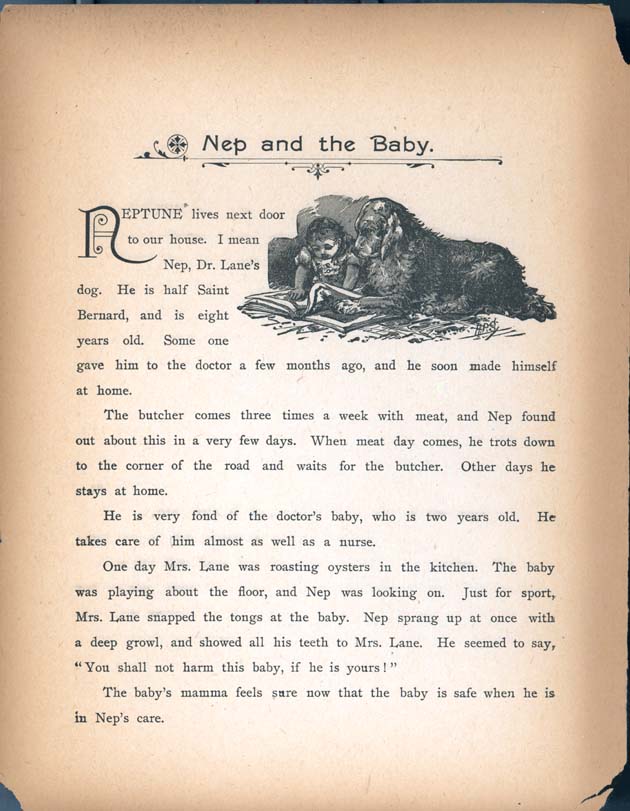 Nep and the Baby.
NEPTUNE lives next door
to our house. I mean
Nep, Dr. Lane's
dog. He is half Saint
Bernard, and is eight
years old. Some one
gave him to the doctor a few months ago, and he soon made himself
at home.
The butcher comes three times a week with meat, and Nep found
out about this in a very few days. When meat day comes, he trots down
to the corner of the road and waits for the butcher. Other days he
stays at home.
He is very fond of the doctor's baby, who is two years old. He
takes care of him almost as well as a nurse.
One day Mrs. Lane was roasting oysters in the kitchen. The baby
was playing about the floor, and Nep was looking on. Just for sport,
Mrs. Lane snapped the tongs at the baby. Nep sprang up at once with
a deep growl, and showed all his teeth to Mrs. Lane. He seemed to say,
"You shall not harm this baby, if he is yours!"
The baby's mamma feels sure now that the baby is safe when he is
in Nep's care.